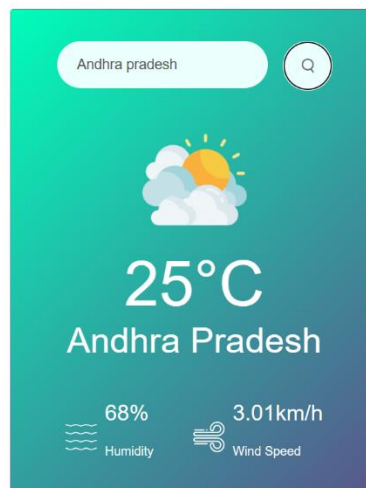 Andhra pradesh
25°C
Andhra Pradesh
68%
Humidity
3.01km/h
Wind Speed